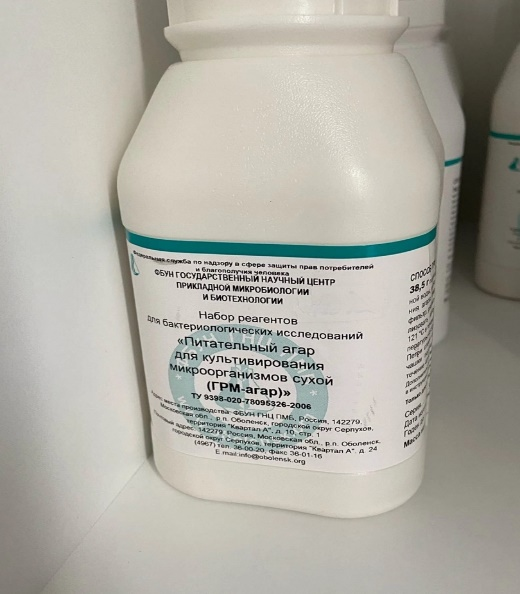 Федеральная служба по надзору в сфере защиты прав потребителей
и благополучия человека
ФБУН ГОСУДАРСТВЕННЫЙ НАУЧНЫЙ ЦЕНТР
ПРИКЛАДНОЙ МИКРОБИОЛОГИИ
И БИОТЕХНОЛОГИИ
Набор реагентов
для бактериологических исследований
«Питательный агар
для культивирования
микроорганизмов сухой
(ГРМ-агар)»
ТУ 9398-020-78095326-2006
Адрес места производства: ФБУН ГНЦ ПМБ, Россия, 142279,
Московская обл., р.п. Оболенск, городской округ Серпухов,
территория "Квартал А", д. 10, стр. 1
адрес: 142279, Россия, Московская обл., р.п. Оболенск,
городской округ Серпухов, территория "Квартал А", д. 24
(4967) тел. 36-00-20, факс 36-01-16
E.mail:info@obolensk.org
38,5 г
121 °C